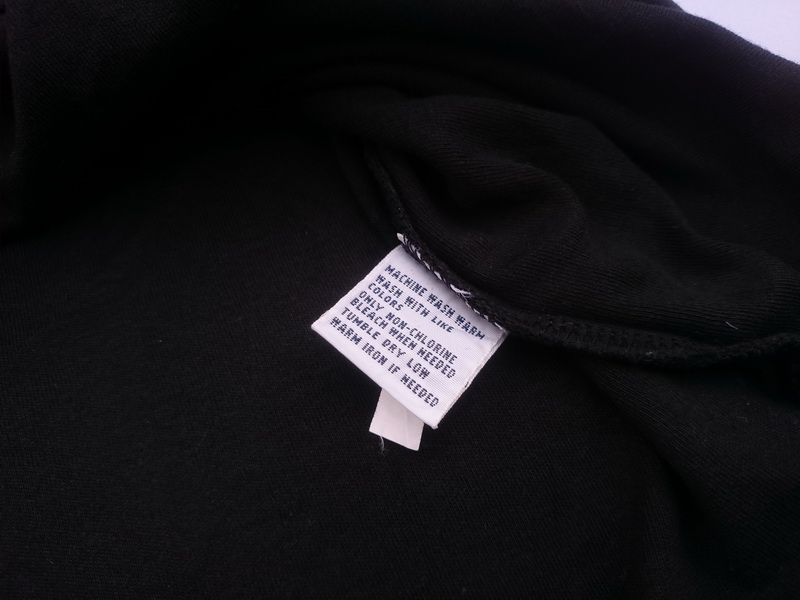 MACHINE WASH WARM
WASH WITH LIKE
COLORS
ONLY NON-CHLORINE
BLEACH WHEN NEEDED
TUMBLE DRY LOW
WARM IRON IF NEEDED